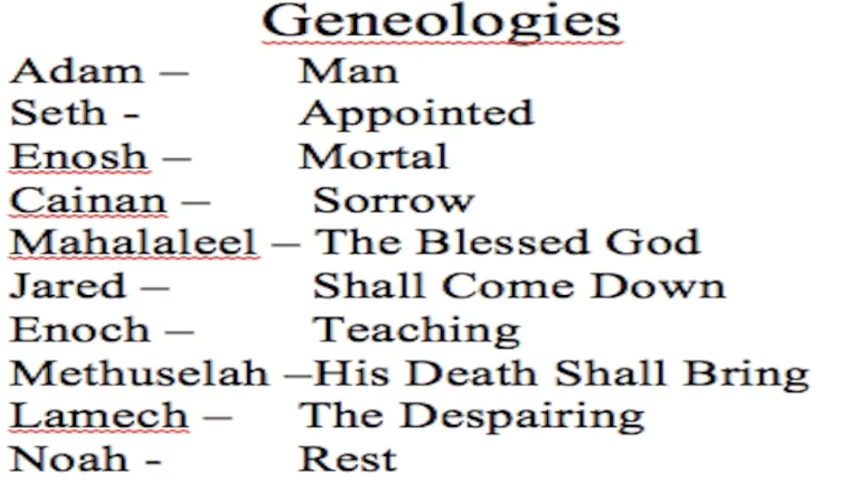 Geneologies
Adam – Man
Seth - Appointed
Enosh – Mortal
Cainan – Sorrow
Mahalaleel – The Blessed God
Jared – Shall Come Down
Enoch – Teaching
Methuselah –His Death Shall Bring
Lamech – The Despairing
Noah - Rest